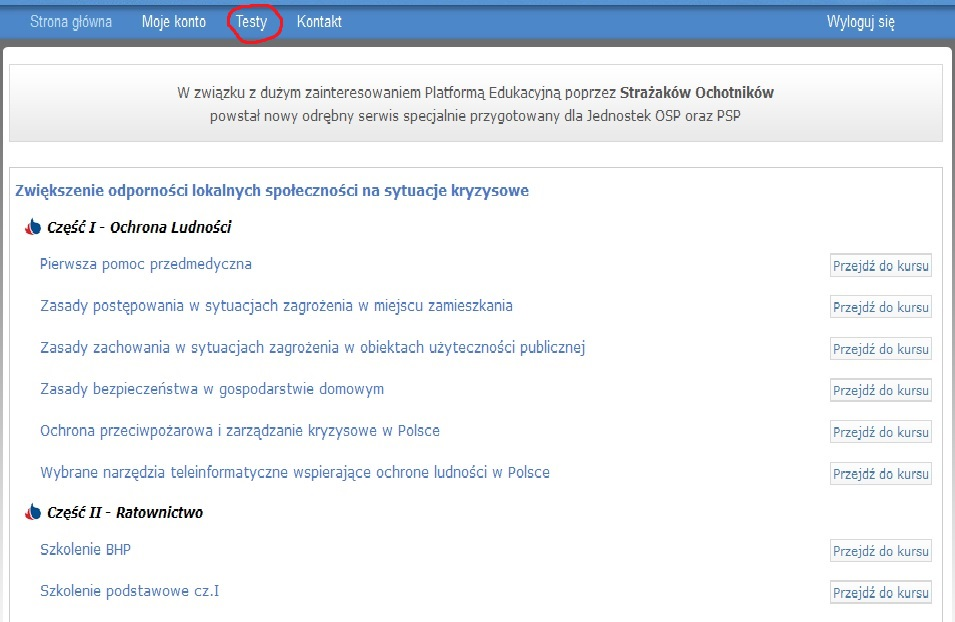 Strona główna Moje konto Testy Kontakt Wyloguj się
W związku z dużym zainteresowaniem Platformą Edukacyjną poprzez Strażaków Ochotników
powstał nowy odrębny serwis specjalnie przygotowany dla Jednostek OSP oraz PSP
Zwiększenie odporności lokalnych społeczności na sytuacje kryzysowe
Część I - Ochrona Ludności
Pierwsza pomoc przedmedyczna Przejdź do kursu
Zasady postępowania w sytuacjach zagrożenia w miejscu zamieszkania Przejdź do kursu
Zasady zachowania w sytuacjach zagrożenia w obiektach użyteczności publicznej Przejdź do kursu
Zasady bezpieczeństwa w gospodarstwie domowym Przejdź do kursu
Ochrona przeciwpożarowa i zarządzanie kryzysowe w Polsce Przejdź do kursu
Wybrane narzędzia teleinformatyczne wspierające ochrone ludności w Polsce Przejdź do kursu
Część II - Ratownictwo
Szkolenie BHP Przejdź do kursu
Szkolenie podstawowe cz.I Przejdź do kursu